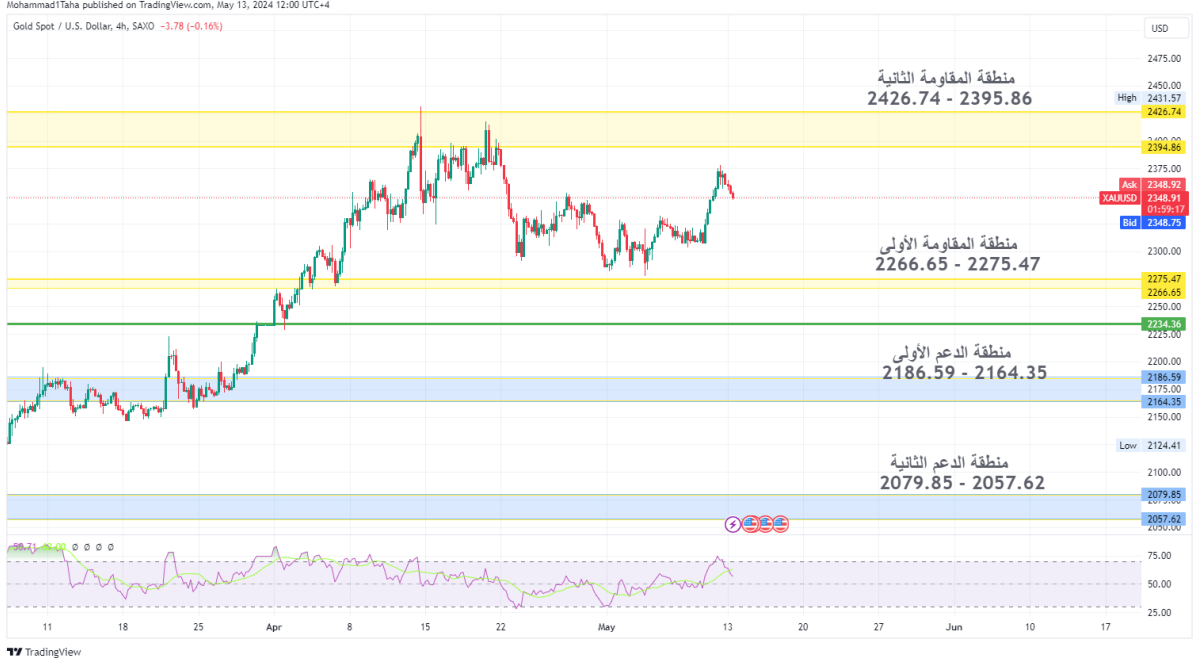 Mohammad1Taha published on TradingView.com, May 13, 2024 12:00 UTC+4
Gold Spot / U.S. Dollar, 4h, SAXO −3.78 (−0.16%)
USD
2475.00
منطقة المقاومة الثانية
2426.74 - 2395.86
2450.00
High 2431.57
2426.74
2400.00
2394.86
2375.00
Ask 2348.92
XAUUSD 2348.91
01:59:17
Bid 2348.75
منطقة المقاومة الأولى
2266.65 - 2275.47
2300.00
2275.47
2266.65
2250.00
2234.36
2225.00
منطقة الدعم الأولى
2186.59 - 2164.35
2200.00
2186.59
2175.00
2164.35
2150.00
Low 2124.41
منطقة الدعم الثانية
2079.85 - 2057.62
2100.00
2079.85
2057.62
2050.00
Ø Ø Ø Ø
75.00
50.00
25.00
11 18 25 Apr 8 15 22 May 13 20 27 Jun 10 17
TradingView